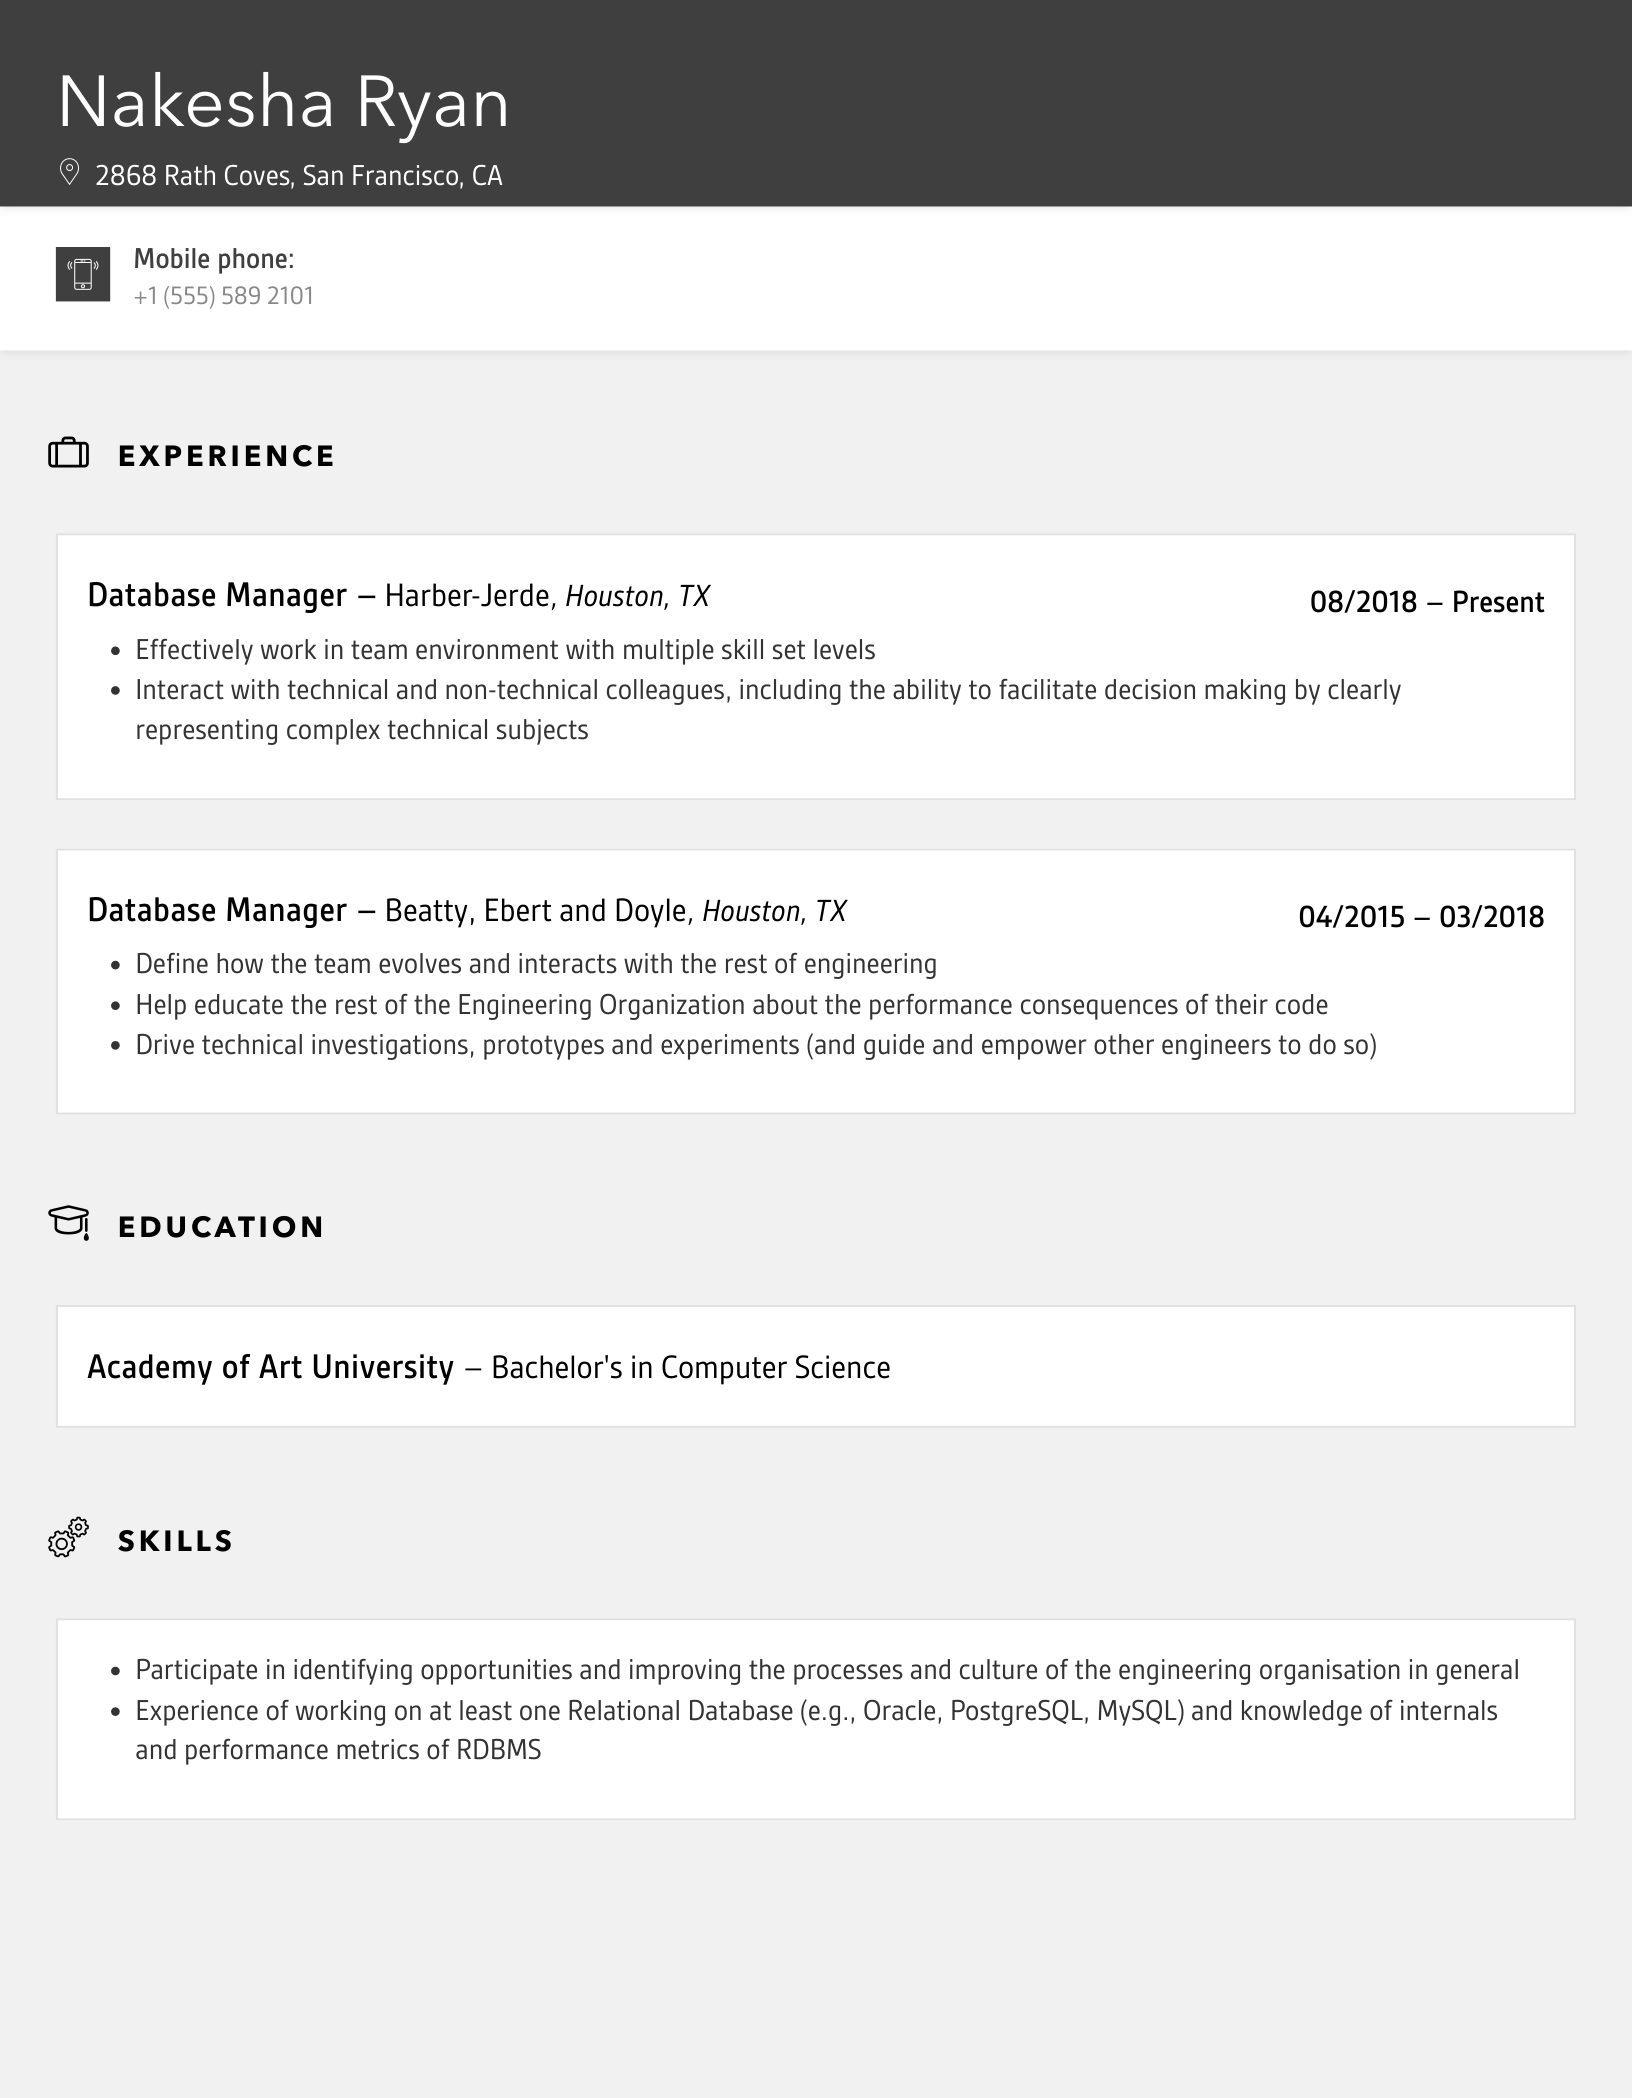 Nakesha Ryan
2868 Rath Coves, San Francisco, CA
Mobile phone:
+1 (555) 589 2101
EXPERIENCE
Database Manager – Harber-Jerde, Houston, TX
08/2018 – Present
• Effectively work in team environment with multiple skill set levels
• Interact with technical and non-technical colleagues, including the ability to facilitate decision making by clearly
representing complex technical subjects
Database Manager – Beatty, Ebert and Doyle, Houston, TX
04/2015 – 03/2018
• Define how the team evolves and interacts with the rest of engineering
• Help educate the rest of the Engineering Organization about the performance consequences of their code
• Drive technical investigations, prototypes and experiments (and guide and empower other engineers to do so)
EDUCATION
Academy of Art University – Bachelor's in Computer Science
SKILLS
• Participate in identifying opportunities and improving the processes and culture of the engineering organisation in general
• Experience of working on at least one Relational Database (e.g., Oracle, PostgreSQL, MySQL) and knowledge of internals
and performance metrics of RDBMS